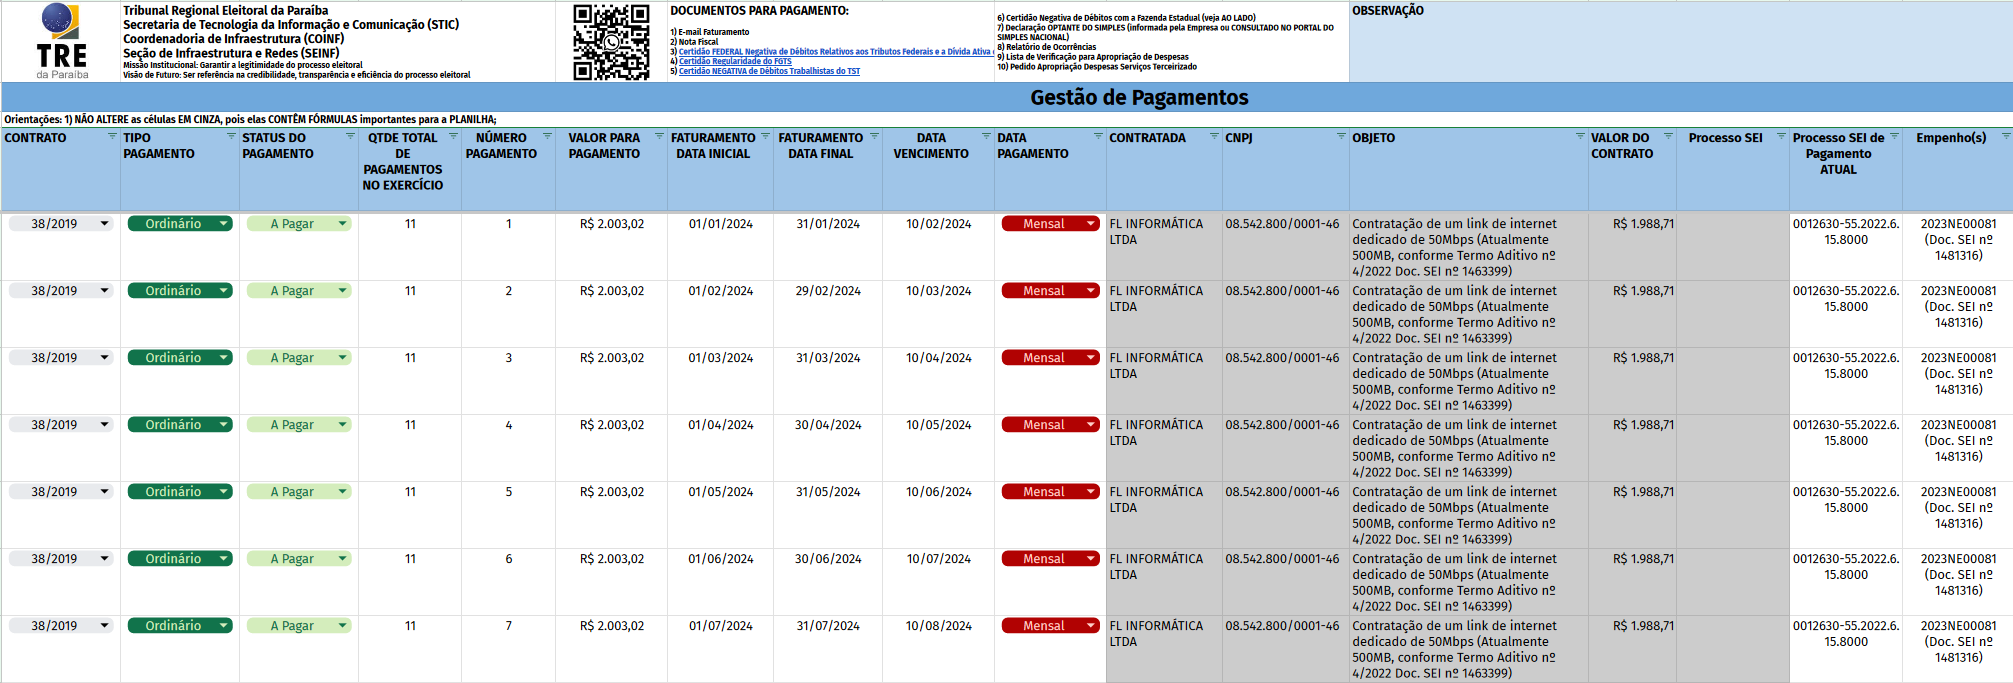 TRE
da Paraíba
Tribunal Regional Eleitoral da Paraíba
Secretaria de Tecnologia da Informação e Comunicação (STIC)
Coordenadoria de Infraestrutura (COINF)
Seção de Infraestrutura e Redes (SEINF)
Missão Institucional: Garantir a legitimidade do processo eleitoral
Visão de Futuro: Ser referência na credibilidade, transparência e eficiência do processo eleitoral
DOCUMENTOS PARA PAGAMENTO:
1) E-mail Faturamento
2) Nota Fiscal
3) Certidão FEDERAL Negativa de Débitos Relativos aos Tributos Federais e a Dívida Ativa
4) Certidão Regularidade do FGTS
5) Certidão NEGATIVA de Débitos Trabalhistas do TST
6) Certidão Negativa de Débitos com a Fazenda Estadual (veja AO LADO)
7) Declaração OPTANTE DO SIMPLES (informada pela Empresa ou CONSULTADO NO PORTAL DO
SIMPLES NACIONAL)
8) Relatório de Ocorrências
9) Lista de Verificação para Apropriação de Despesas
10) Pedido Apropriação Despesas Serviços Terceirizado
OBSERVAÇÃO
Gestão de Pagamentos
Orientações: 1) NÃO ALTERE as células EM CINZA, pois elas CONTÊM FÓRMULAS importantes para a PLANILHA;
CONTRATO TIPO STATUS DO QTDE TOTAL NÚMERO VALOR PARA FATURAMENTO FATURAMENTO DATA DATA CONTRATADA CNPJ OBJETO VALOR DO Processo SEI Processo SEI de Empenho(s)
PAGAMENTO PAGAMENTO DE PAGAMENTO PAGAMENTO DATA INICIAL DATA FINAL VENCIMENTO PAGAMENTO CONTRATO Pagamento
PAGAMENTOS ATUAL
NO EXERCÍCIO
38/2019 Ordinário A Pagar 11 1 R$ 2.003,02 01/01/2024 31/01/2024 10/02/2024 Mensal FL INFORMÁTICA 08.542.800/0001-46 Contratação de um link de internet R$ 1.988,71 0012630-55.2022.6. 2023NE00081
LTDA dedicado de 50Mbps (Atualmente 15.8000 (Doc. SEI nº
500MB, conforme Termo Aditivo nº 1481316)
4/2022 Doc. SEI nº 1463399)
38/2019 Ordinário A Pagar 11 2 R$ 2.003,02 01/02/2024 29/02/2024 10/03/2024 Mensal FL INFORMÁTICA 08.542.800/0001-46 Contratação de um link de internet R$ 1.988,71 0012630-55.2022.6. 2023NE00081
LTDA dedicado de 50Mbps (Atualmente 15.8000 (Doc. SEI nº
500MB, conforme Termo Aditivo nº 1481316)
4/2022 Doc. SEI nº 1463399)
38/2019 Ordinário A Pagar 11 3 R$ 2.003,02 01/03/2024 31/03/2024 10/04/2024 Mensal FL INFORMÁTICA 08.542.800/0001-46 Contratação de um link de internet R$ 1.988,71 0012630-55.2022.6. 2023NE00081
LTDA dedicado de 50Mbps (Atualmente 15.8000 (Doc. SEI nº
500MB, conforme Termo Aditivo nº 1481316)
4/2022 Doc. SEI nº 1463399)
38/2019 Ordinário A Pagar 11 4 R$ 2.003,02 01/04/2024 30/04/2024 10/05/2024 Mensal FL INFORMÁTICA 08.542.800/0001-46 Contratação de um link de internet R$ 1.988,71 0012630-55.2022.6. 2023NE00081
LTDA dedicado de 50Mbps (Atualmente 15.8000 (Doc. SEI nº
500MB, conforme Termo Aditivo nº 1481316)
4/2022 Doc. SEI nº 1463399)
38/2019 Ordinário A Pagar 11 5 R$ 2.003,02 01/05/2024 31/05/2024 10/06/2024 Mensal FL INFORMÁTICA 08.542.800/0001-46 Contratação de um link de internet R$ 1.988,71 0012630-55.2022.6. 2023NE00081
LTDA dedicado de 50Mbps (Atualmente 15.8000 (Doc. SEI nº
500MB, conforme Termo Aditivo nº 1481316)
4/2022 Doc. SEI nº 1463399)
38/2019 Ordinário A Pagar 11 6 R$ 2.003,02 01/06/2024 30/06/2024 10/07/2024 Mensal FL INFORMÁTICA 08.542.800/0001-46 Contratação de um link de internet R$ 1.988,71 0012630-55.2022.6. 2023NE00081
LTDA dedicado de 50Mbps (Atualmente 15.8000 (Doc. SEI nº
500MB, conforme Termo Aditivo nº 1481316)
4/2022 Doc. SEI nº 1463399)
38/2019 Ordinário A Pagar 11 7 R$ 2.003,02 01/07/2024 31/07/2024 10/08/2024 Mensal FL INFORMÁTICA 08.542.800/0001-46 Contratação de um link de internet R$ 1.988,71 0012630-55.2022.6. 2023NE00081
LTDA dedicado de 50Mbps (Atualmente 15.8000 (Doc. SEI nº
500MB, conforme Termo Aditivo nº 1481316)
4/2022 Doc. SEI nº 1463399)